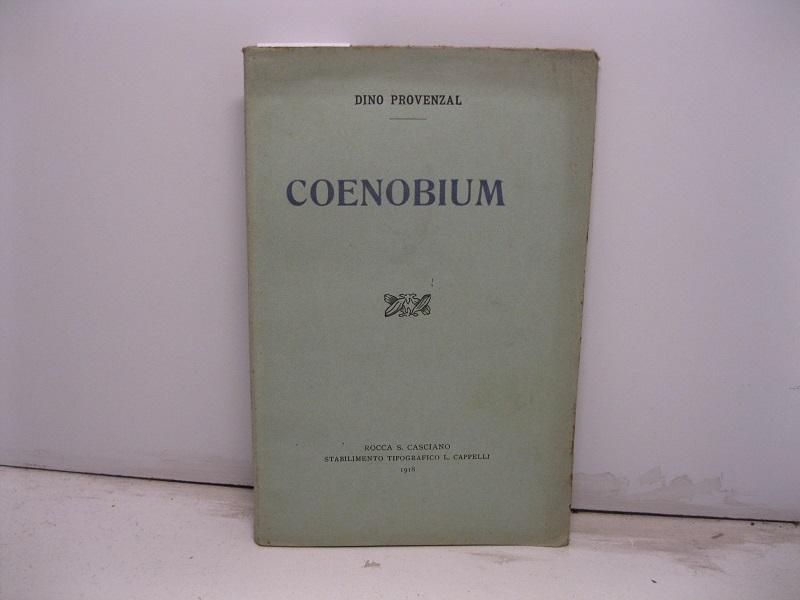 DINO PROVENZAL
COENOBIUM
ROCCA S. CASCIANO
STABILIMENTO TIPOGRAFICO L. CAPPELLI
1918